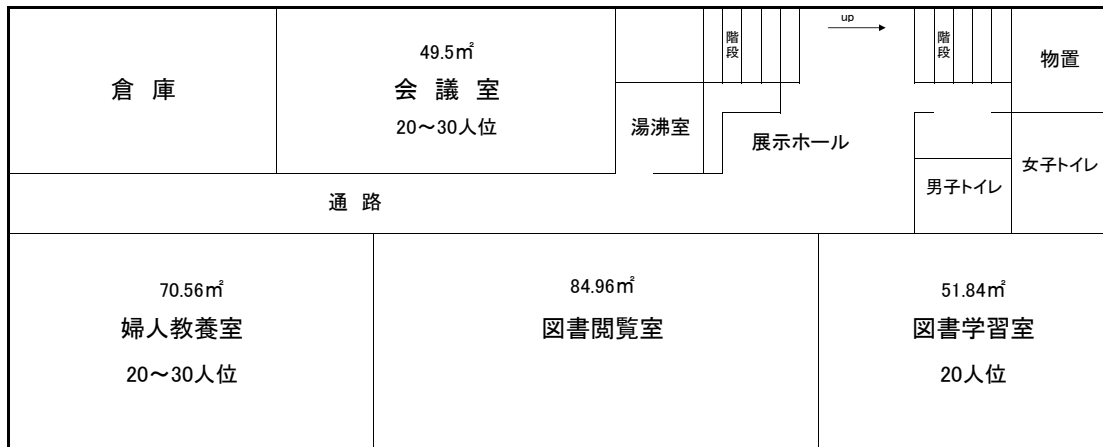 倉 庫
49.5㎡
会 議 室
20～30人位
階段
up
階段
物置
湯沸室
展示ホール
女子トイレ
男子トイレ
通 路
70.56㎡
婦人教養室
20～30人位
84.96㎡
図書閲覧室
51.84㎡
図書学習室
20人位